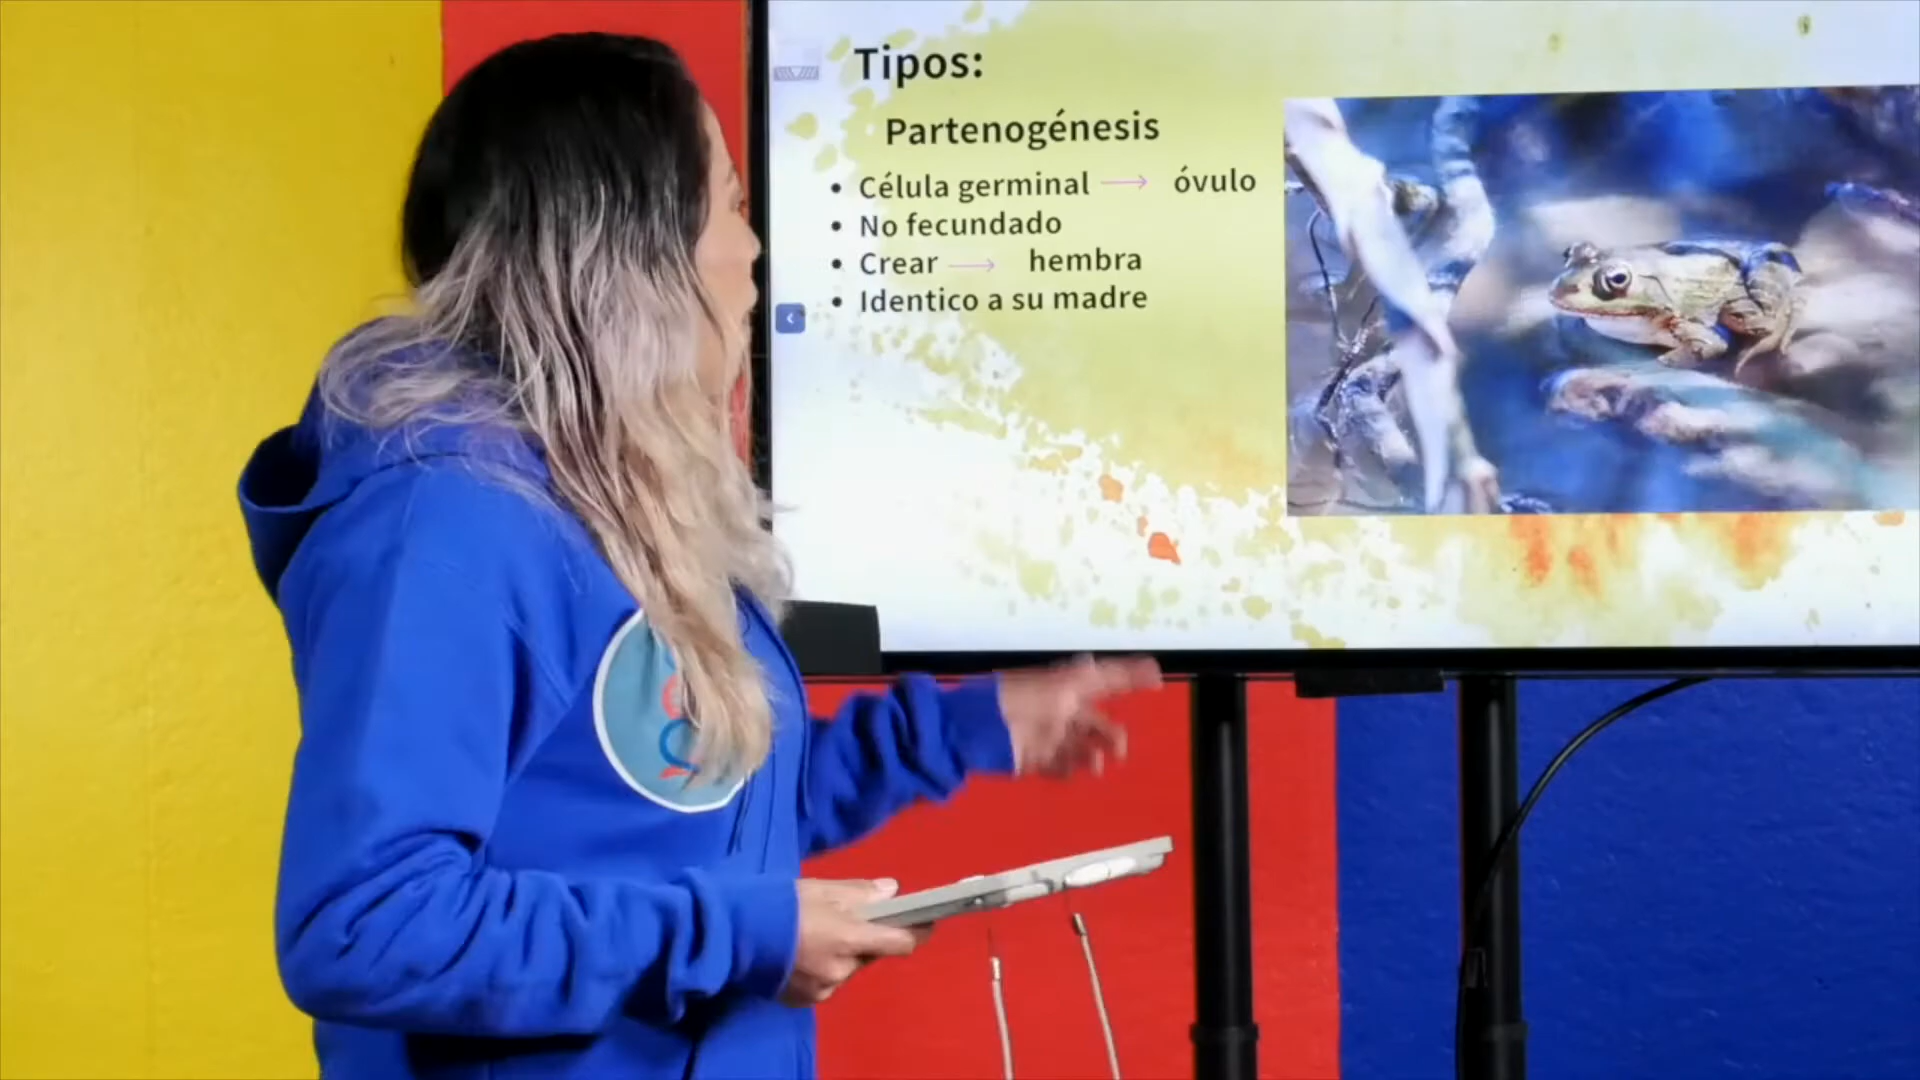 Tipos:
Partenogénesis
• Célula germinal → óvulo
• No fecundado
• Crear → hembra
• Identico a su madre